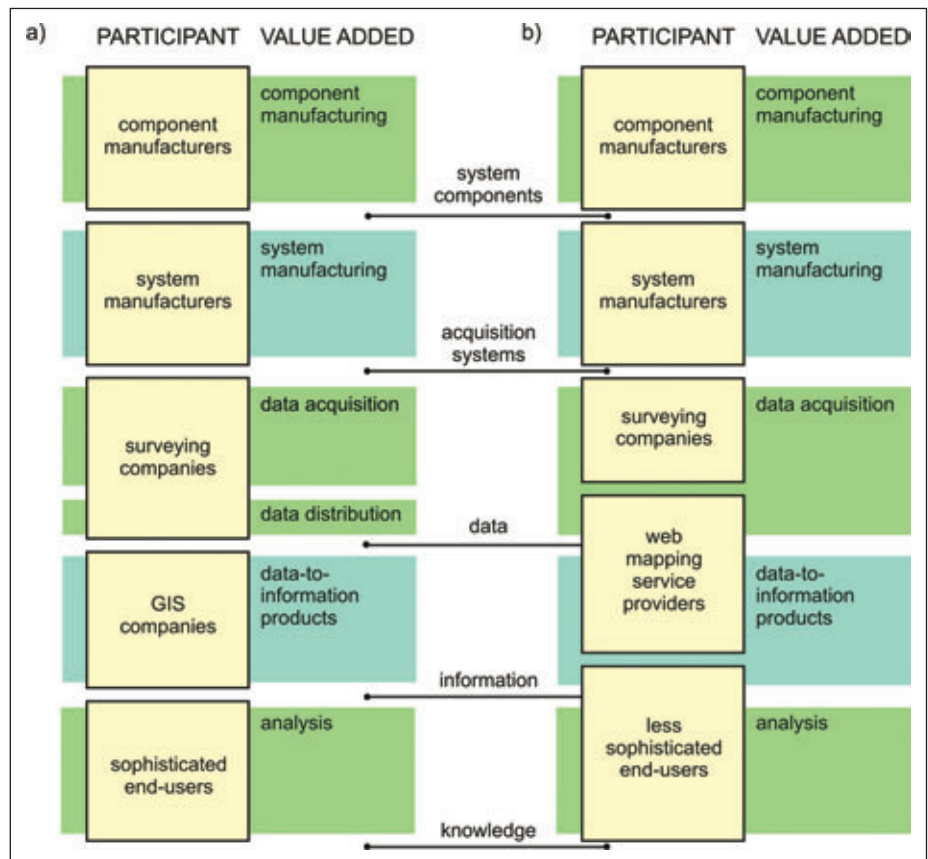 a)
PARTICIPANT
VALUE ADDED
component
manufacturers
component
manufacturing
system
manufacturers
system
manufacturing
surveying
companies
data acquisition
data distribution
GIS
companies
data-to-
information
products
sophisticated
end-users
analysis
system
components
acquisition
systems
data
information
knowledge
b)
PARTICIPANT
VALUE ADDED
component
manufacturers
component
manufacturing
system
manufacturers
system
manufacturing
surveying
companies
data acquisition
web
mapping
service
providers
data-to-
information
products
less
sophisticated
end-users
analysis